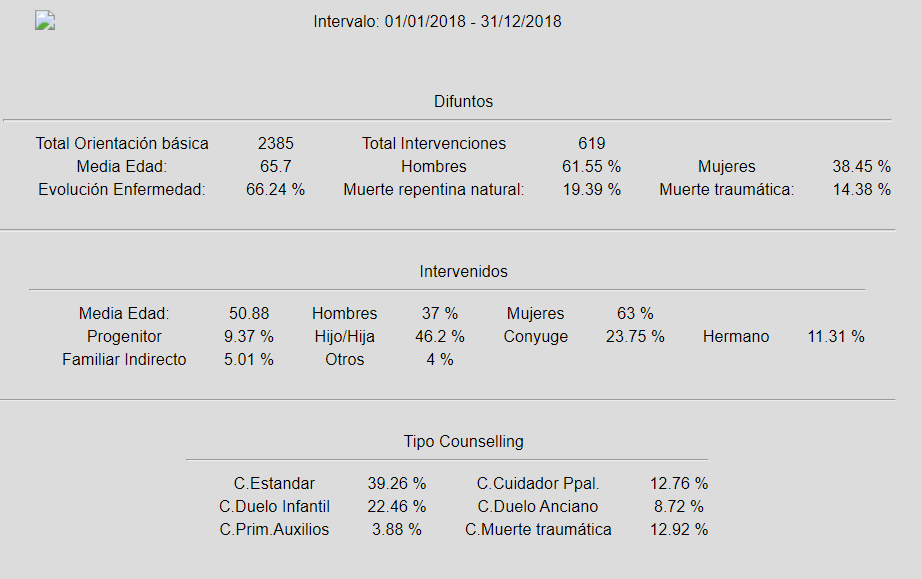 Intervalo: 01/01/2018 - 31/12/2018
Difuntos
Total Orientación básica 2385 Total Intervenciones 619
Media Edad: 65.7 Hombres 61.55 % Mujeres 38.45 %
Evolución Enfermedad: 66.24 % Muerte repentina natural: 19.39 % Muerte traumática: 14.38 %
Intervenidos
Media Edad: 50.88 Hombres 37 % Mujeres 63 %
Progenitor 9.37 % Hijo/Hija 46.2 % Conyuge 23.75 % Hermano 11.31 %
Familiar Indirecto 5.01 % Otros 4 %
Tipo Counselling
C.Estandar 39.26 % C.Cuidador Ppal. 12.76 %
C.Duelo Infantil 22.46 % C.Duelo Anciano 8.72 %
C.Prim.Auxilios 3.88 % C.Muerte traumática 12.92 %